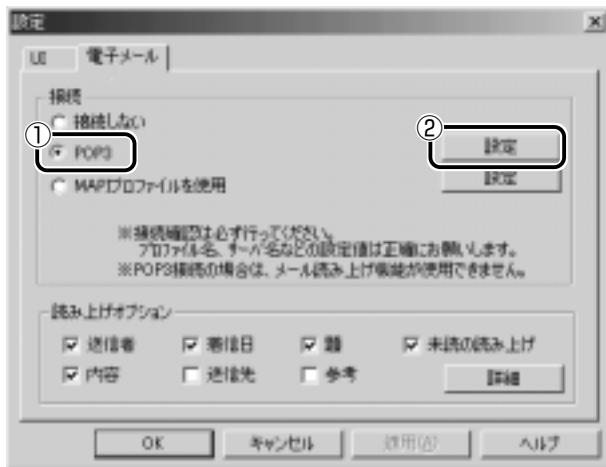 設定
UI 電子メール
接続
接続しない
① ②
POP3 設定
MAPIプロファイルを使用 設定
※接続確認は必ず行ってください。
プロファイル名、サーバ名などの設定値は正確にお願いします。
※POP3接続の場合は、メール読み上げ機能が使用できません。
読み上げオプション
送信者 着信日 題 未読の読み上げ
内容 送信先 参考 詳細
OK キャンセル 適用(A) ヘルプ